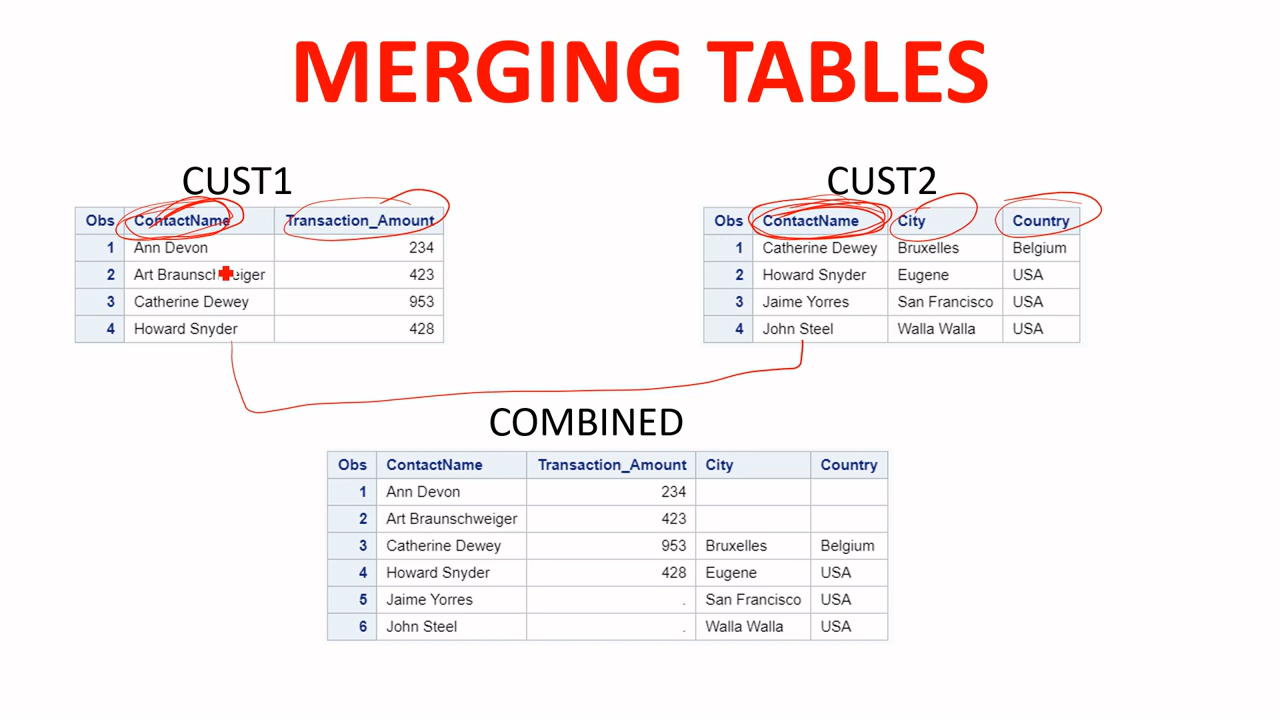 MERGING TABLES
CUST1
Obs ContactName Transaction_Amount
1 Ann Devon 234
2 Art Braunschweiger 423
3 Catherine Dewey 953
4 Howard Snyder 428
CUST2
Obs ContactName City Country
1 Catherine Dewey Bruxelles Belgium
2 Howard Snyder Eugene USA
3 Jaime Yorres San Francisco USA
4 John Steel Walla Walla USA
COMBINED
Obs ContactName Transaction_Amount City Country
1 Ann Devon 234
2 Art Braunschweiger 423
3 Catherine Dewey 953 Bruxelles Belgium
4 Howard Snyder 428 Eugene USA
5 Jaime Yorres . San Francisco USA
6 John Steel . Walla Walla USA